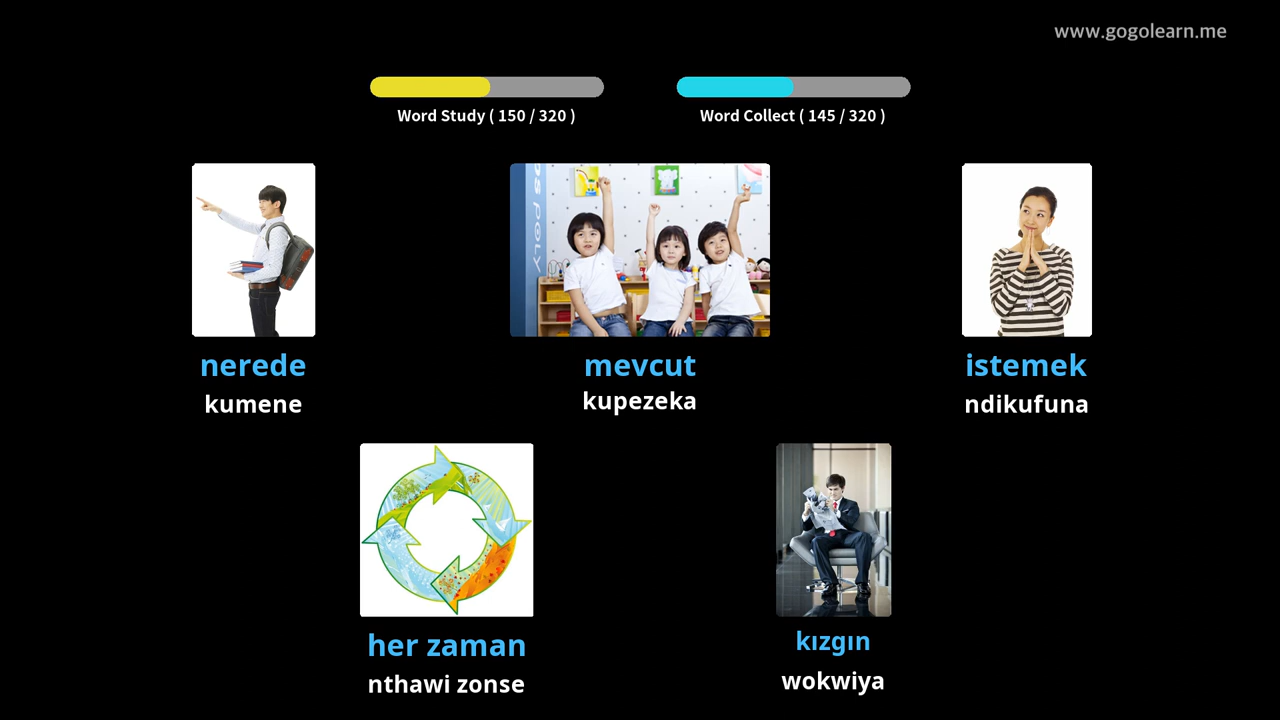 www.gogolearn.me
Word Study ( 150 / 320 )
Word Collect ( 145 / 320 )
nerede
mevcut
istemek
kumene
kupezeka
ndikufuna
her zaman
kızgın
nthawi zonse
wokwiya